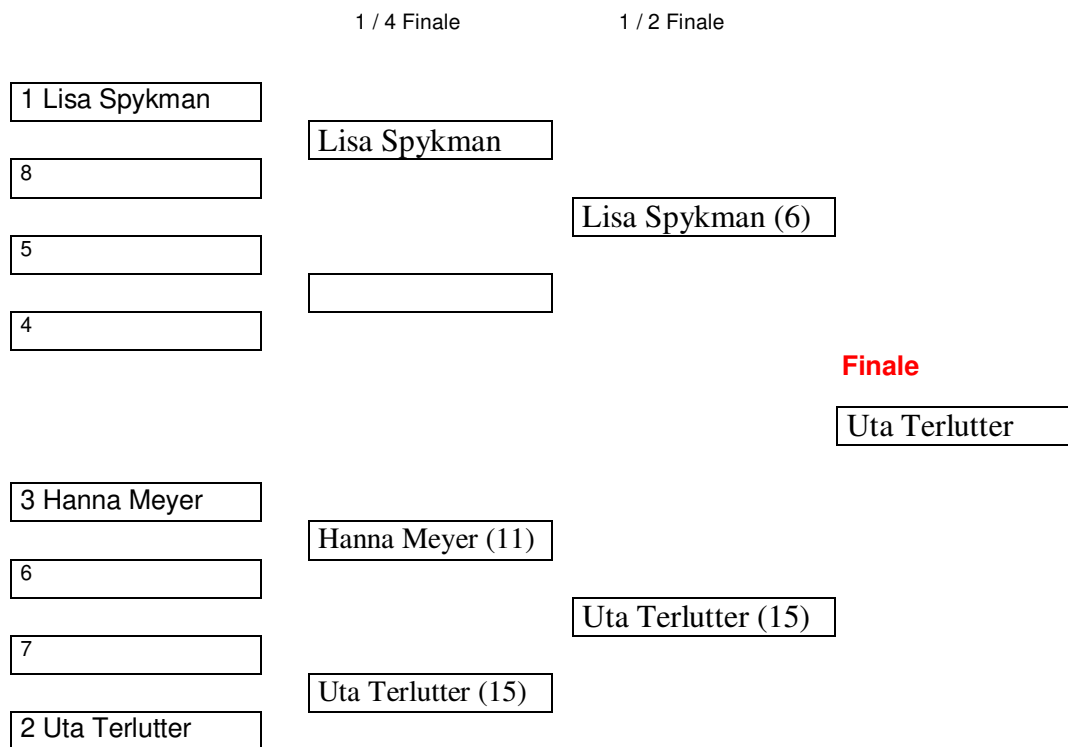 1 / 4 Finale
1 / 2 Finale
1 Lisa Spykman
Lisa Spykman
8
Lisa Spykman (6)
5
4
Finale
Uta Terlutter
3 Hanna Meyer
Hanna Meyer (11)
6
Uta Terlutter (15)
7
Uta Terlutter (15)
2 Uta Terlutter